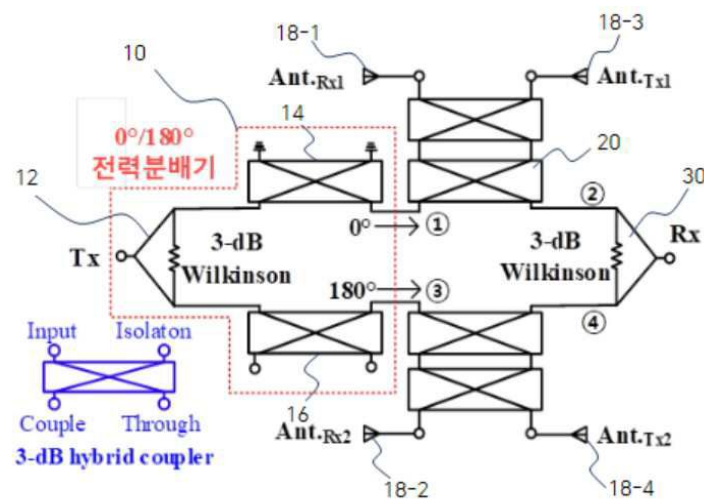 18-1
18-3
Ant.Rx1
Ant.Tx1
10
14
0°/180°
전력분배기
20
12
②
30
0°
①
Tx
3-dB
Wilkinson
3-dB
Wilkinson
Rx
180°
③
④
Input
Isolaton
Couple
Through
16
3-dB hybrid coupler
Ant.Rx2
Ant.Tx2
18-2
18-4